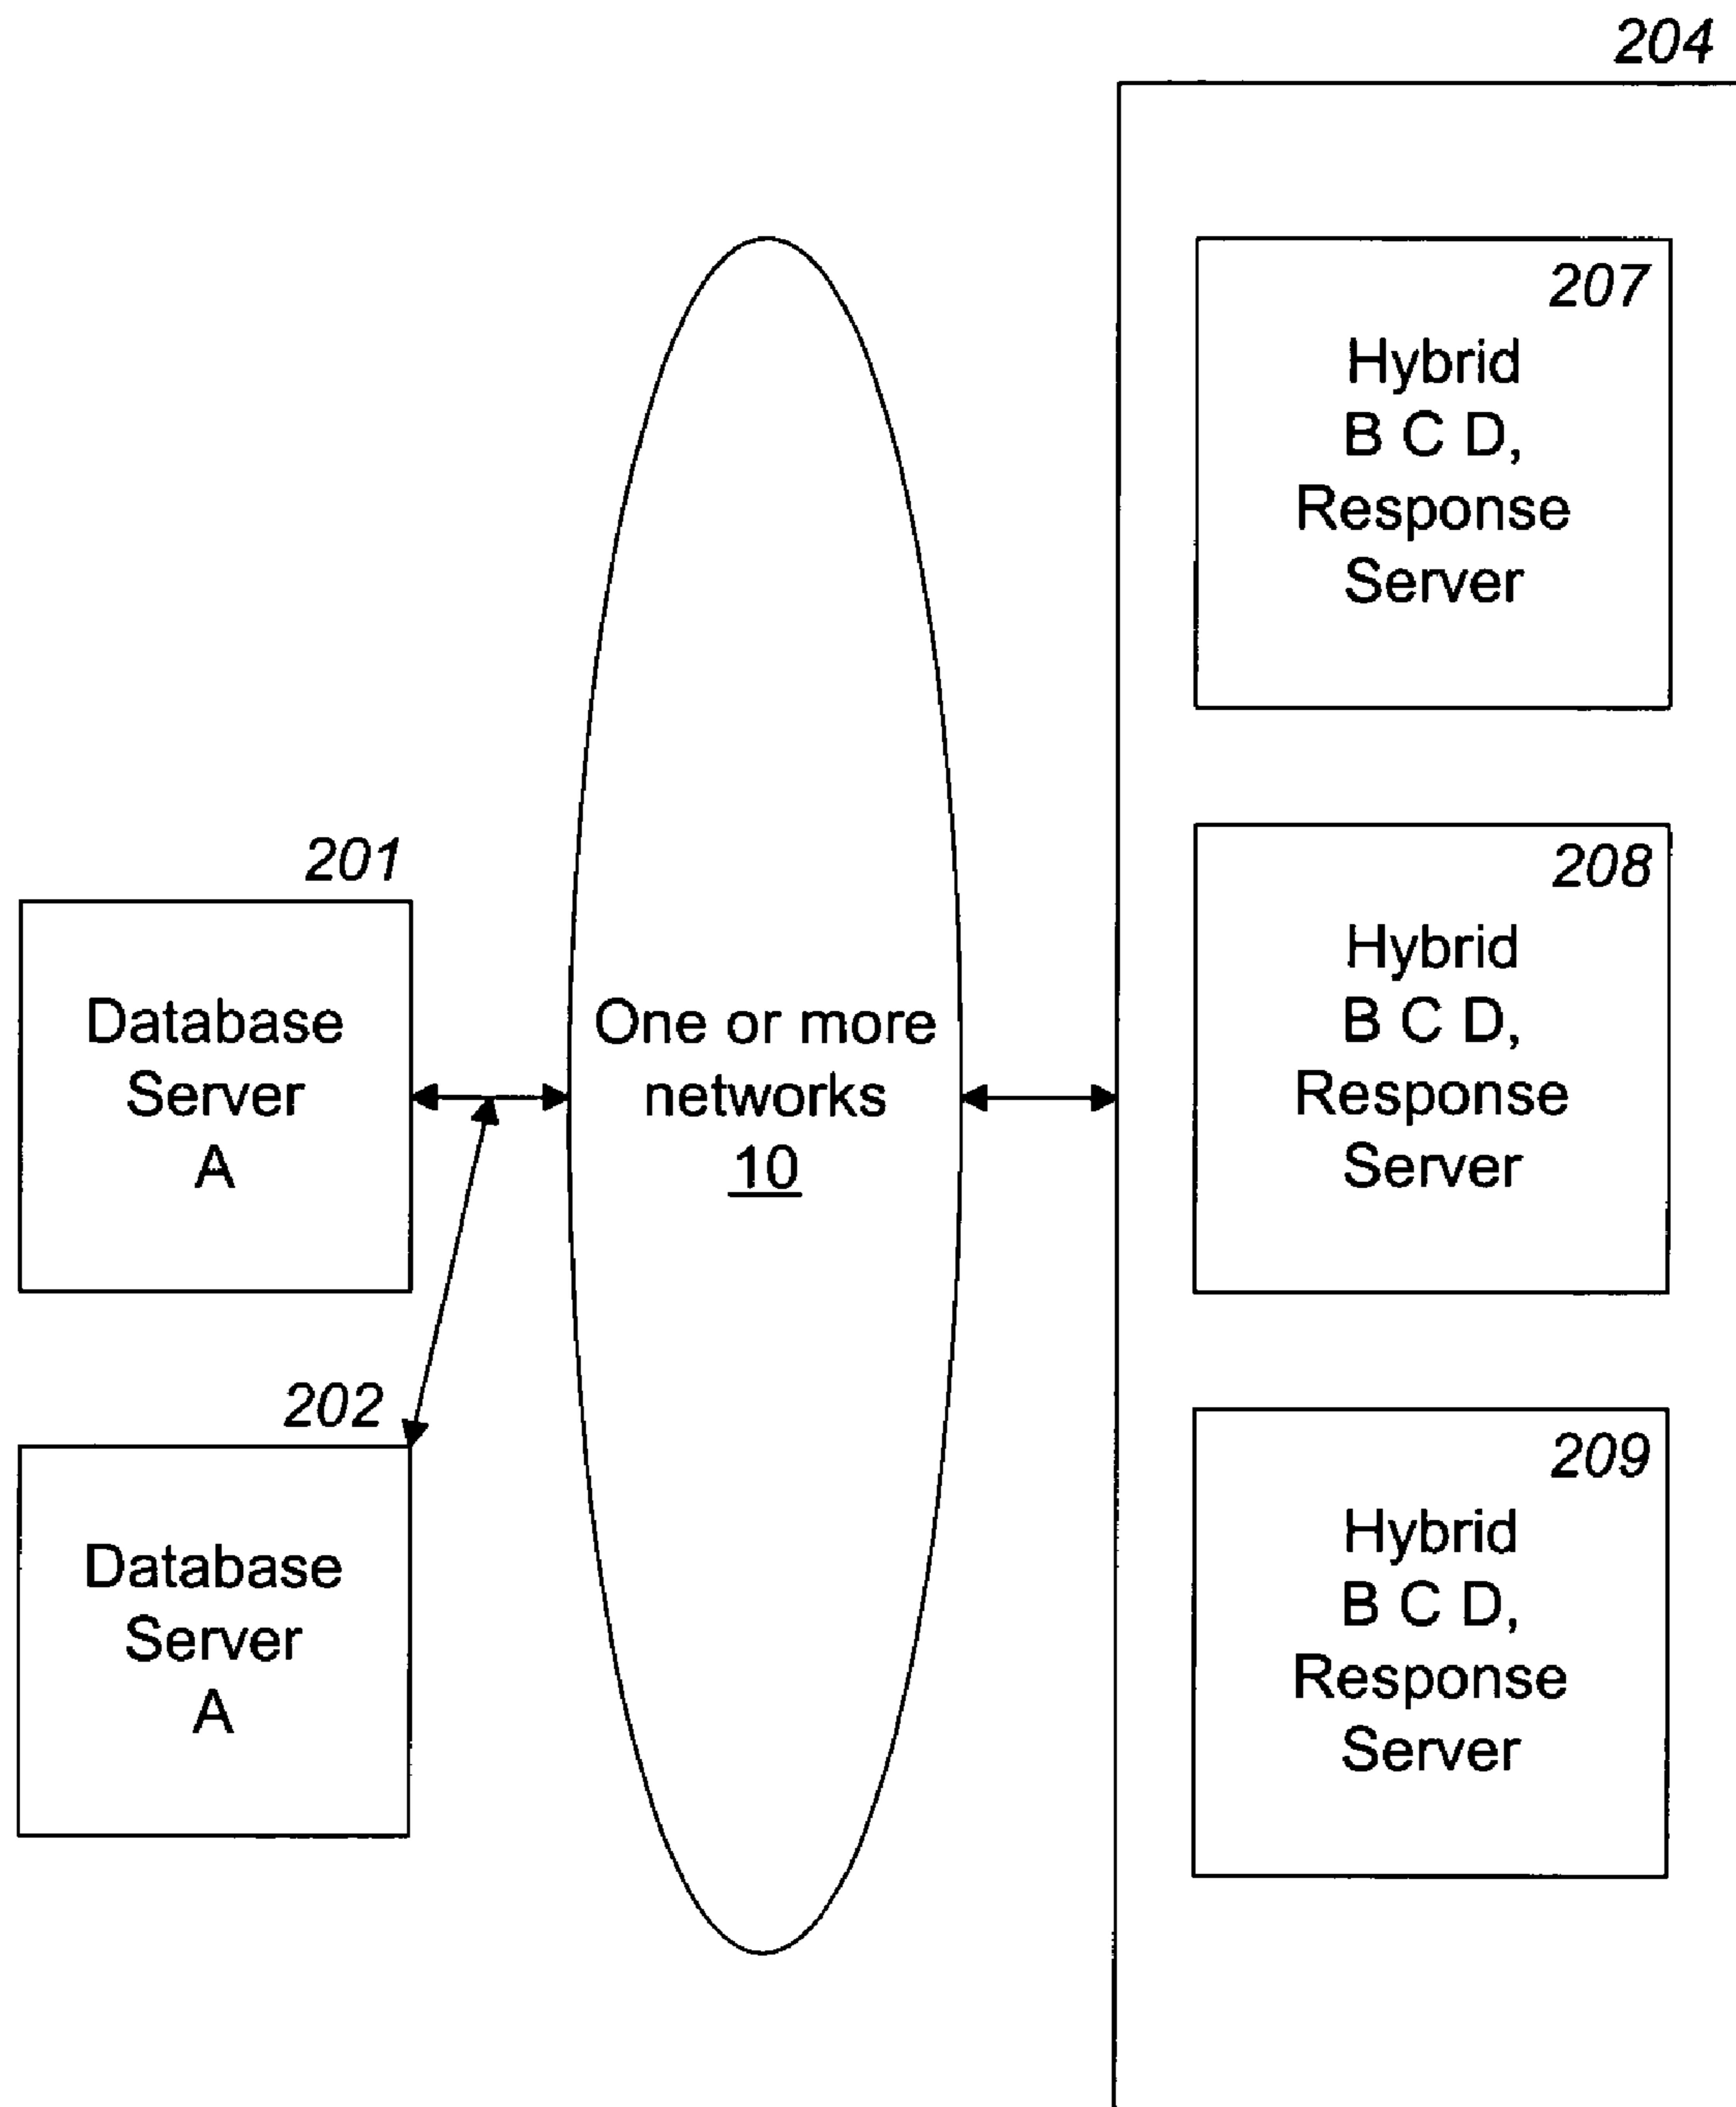 204
207
Hybrid
B C D,
Response
Server
201
Database
Server
A
One or more
networks
10
208
Hybrid
B C D,
Response
Server
202
Database
Server
A
209
Hybrid
B C D,
Response
Server